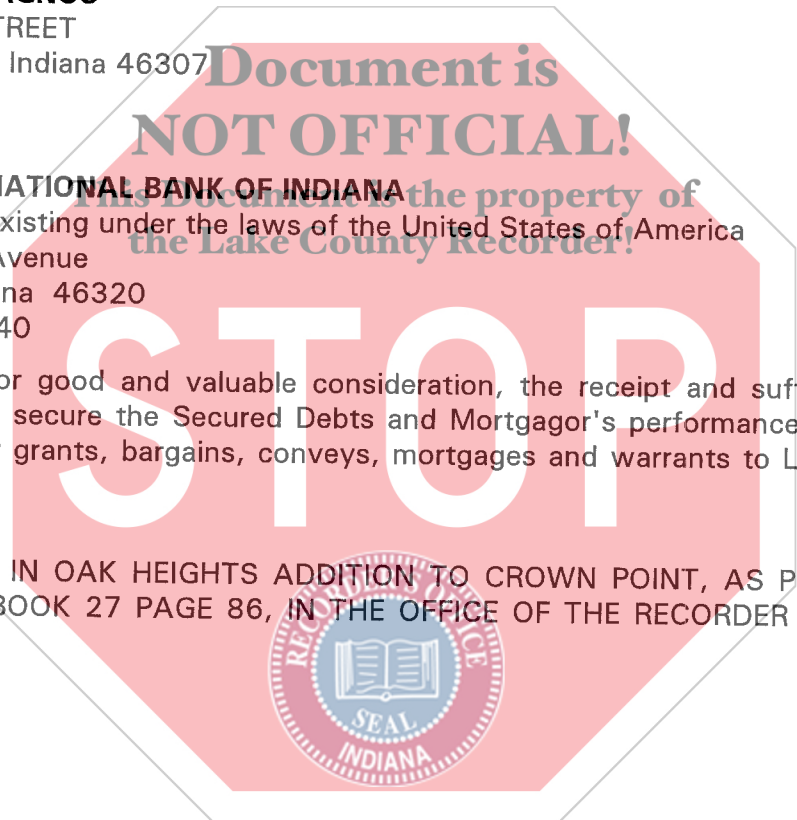 TREET
Indiana 46307
Document is
NOT OFFICIAL!
NATIONAL BANK OF INDIANA
This Document is the property of
xisting under the laws of the United States of America
the Lake County Recorder!
Avenue
na 46320
40
STOP
or good and valuable consideration, the receipt and suf
secure the Secured Debts and Mortgagor's performance
grants, bargains, conveys, mortgages and warrants to L
IN OAK HEIGHTS ADDITION TO CROWN POINT, AS P
BOOK 27 PAGE 86, IN THE OFFICE OF THE RECORDER
RECORDER'S OFFICE
SEAL
INDIANA